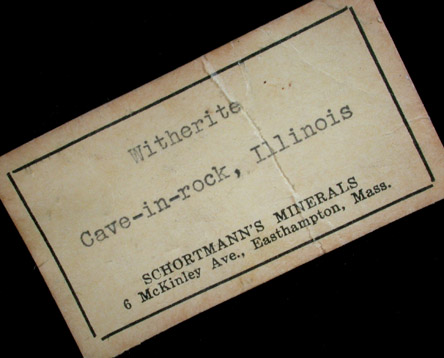 Witherite
Cave-in-rock, Illinois
SCHORTMANN'S MINERALS
6 McKinley Ave., Easthampton, Mass.